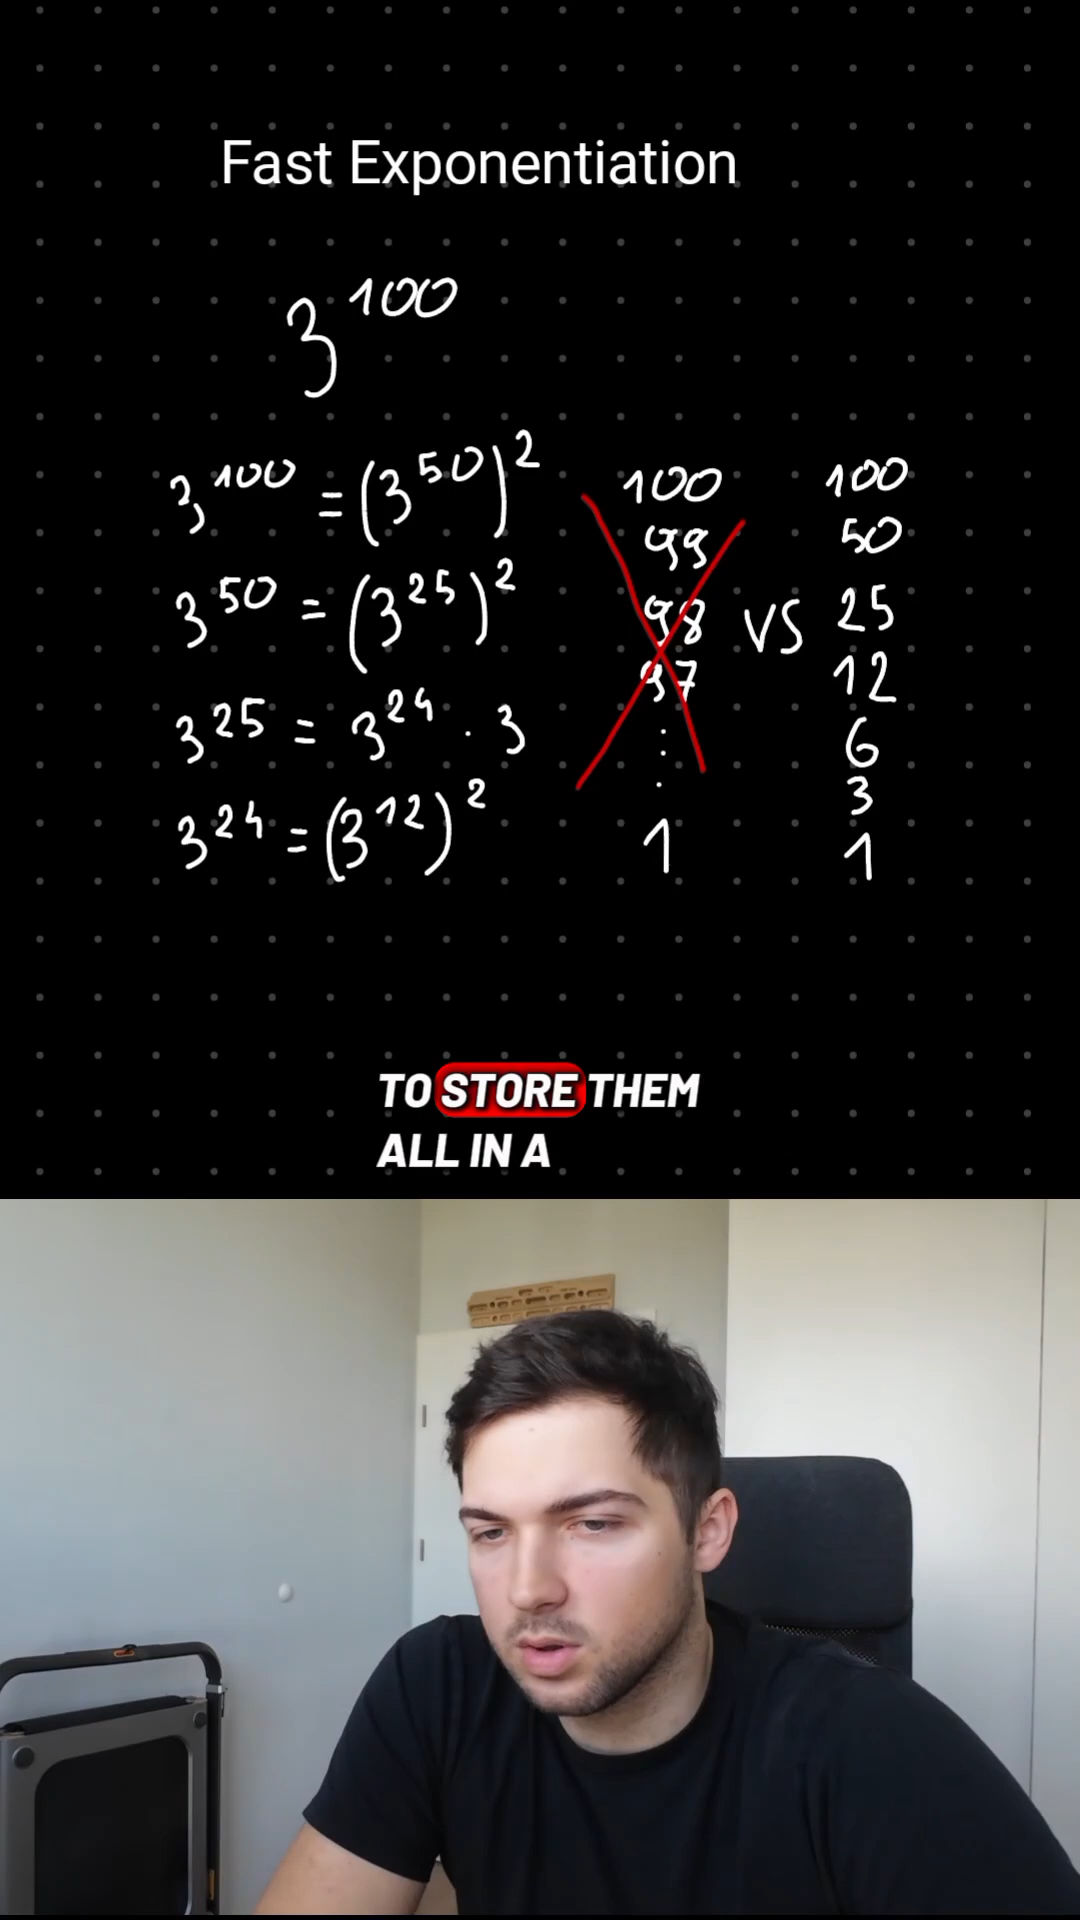 Fast Exponentiation
3^100
3^100 = (3^50)^2
3^50 = (3^25)^2
3^25 = 3^24 · 3
3^24 = (3^12)^2
100
99
98
97
⋮
1
VS
100
50
25
12
6
3
1
TO STORE THEM
ALL IN A